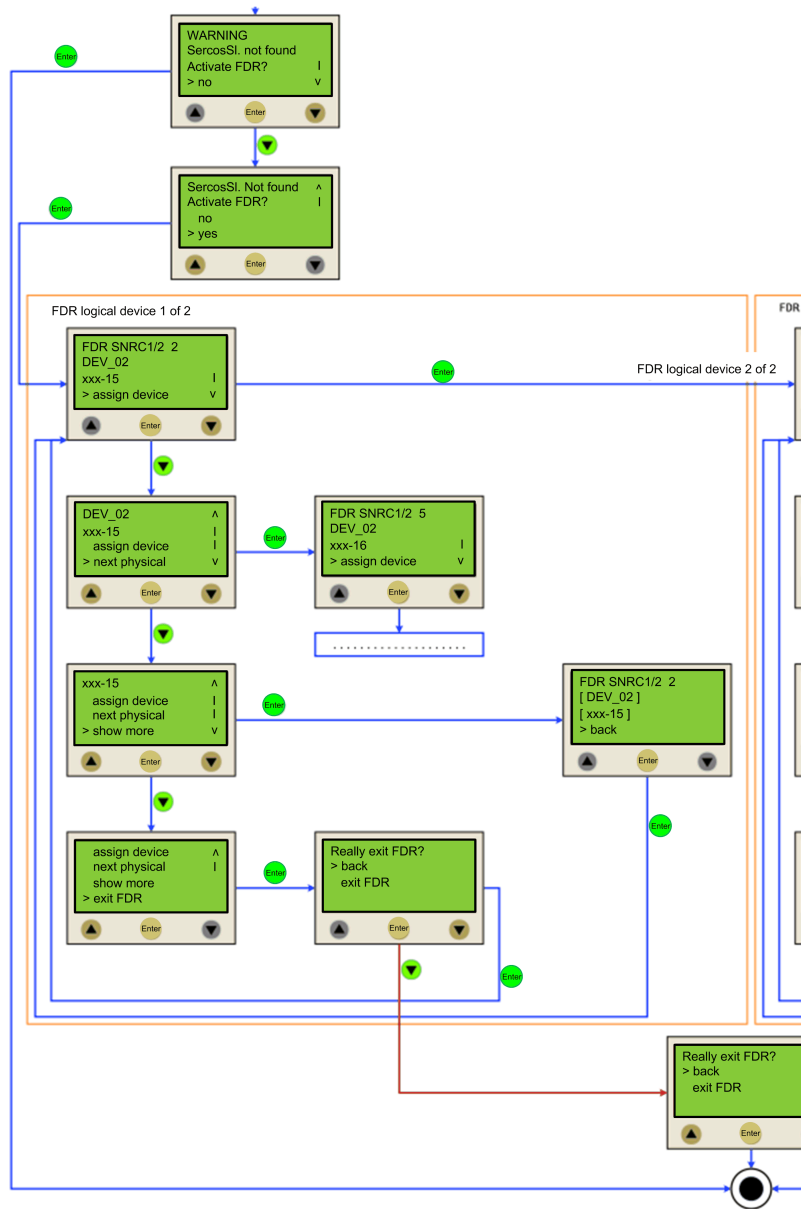 WARNING
SercosSl. not found
Activate FDR? |
> no v
Enter
Enter
SercosSl. Not found ^
Activate FDR? |
no
> yes
Enter
Enter
FDR logical device 1 of 2
FDR
FDR SNRC1/2 2
DEV_02
xxx-15 |
> assign device v
Enter
Enter
FDR logical device 2 of 2
DEV_02 ^
xxx-15 |
assign device |
> next physical v
Enter
Enter
FDR SNRC1/2 5
DEV_02
xxx-16 |
> assign device v
Enter
....................
xxx-15 ^
assign device |
next physical |
> show more v
Enter
Enter
FDR SNRC1/2 2
[ DEV_02 ]
[ xxx-15 ]
> back
Enter
Enter
assign device ^
next physical |
show more
> exit FDR
Enter
Enter
Really exit FDR?
> back
exit FDR
Enter
Enter
Really exit FDR?
> back
exit FDR
Enter